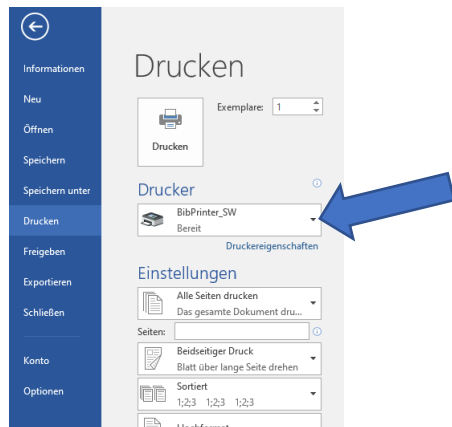 Informationen
Neu
Öffnen
Speichern
Speichern unter
Drucken
Freigeben
Exportieren
Schließen
Konto
Optionen
Drucken
Exemplare: 1
Drucken
Drucker
BibPrinter_SW
Bereit
Druckereigenschaften
Einstellungen
Alle Seiten drucken
Das gesamte Dokument dru...
Seiten:
Beidseitiger Druck
Blatt über lange Seite drehen
Sortiert
1;2;3 1;2;3 1;2;3
Hochformat